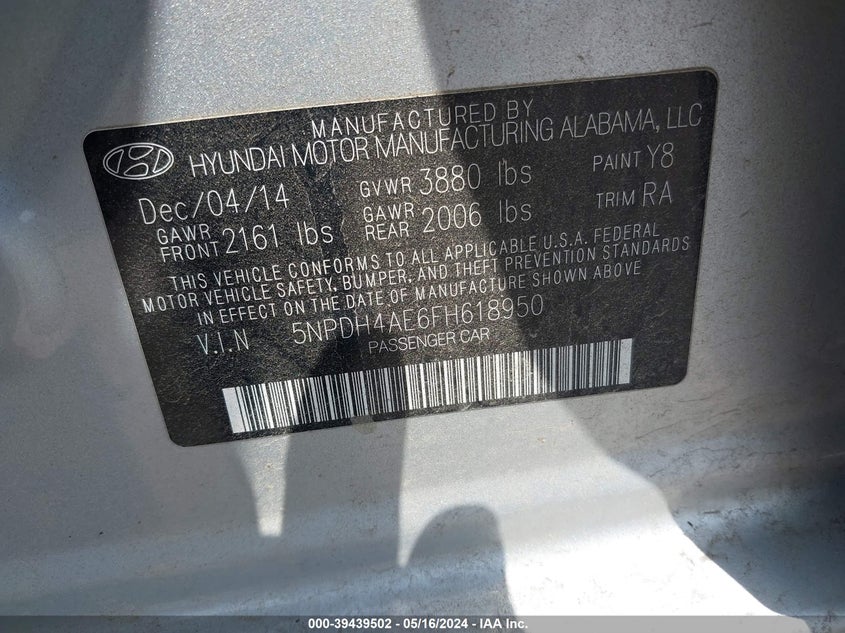 MANUFACTURED BY
HYUNDAI MOTOR MANUFACTURING ALABAMA, LLC
Dec/04/14 GVWR 3880 lbs PAINT Y8
GAWR FRONT 2161 lbs GAWR REAR 2006 lbs TRIM RA
THIS VEHICLE CONFORMS TO ALL APPLICABLE U.S.A. FEDERAL
MOTOR VEHICLE SAFETY, BUMPER, AND THEFT PREVENTION STANDARDS
IN EFFECT ON THE DATE OF MANUFACTURE SHOWN ABOVE
V.I.N 5NPDH4AE6FH618950
PASSENGER CAR
000-39439502 - 05/16/2024 - IAA Inc.